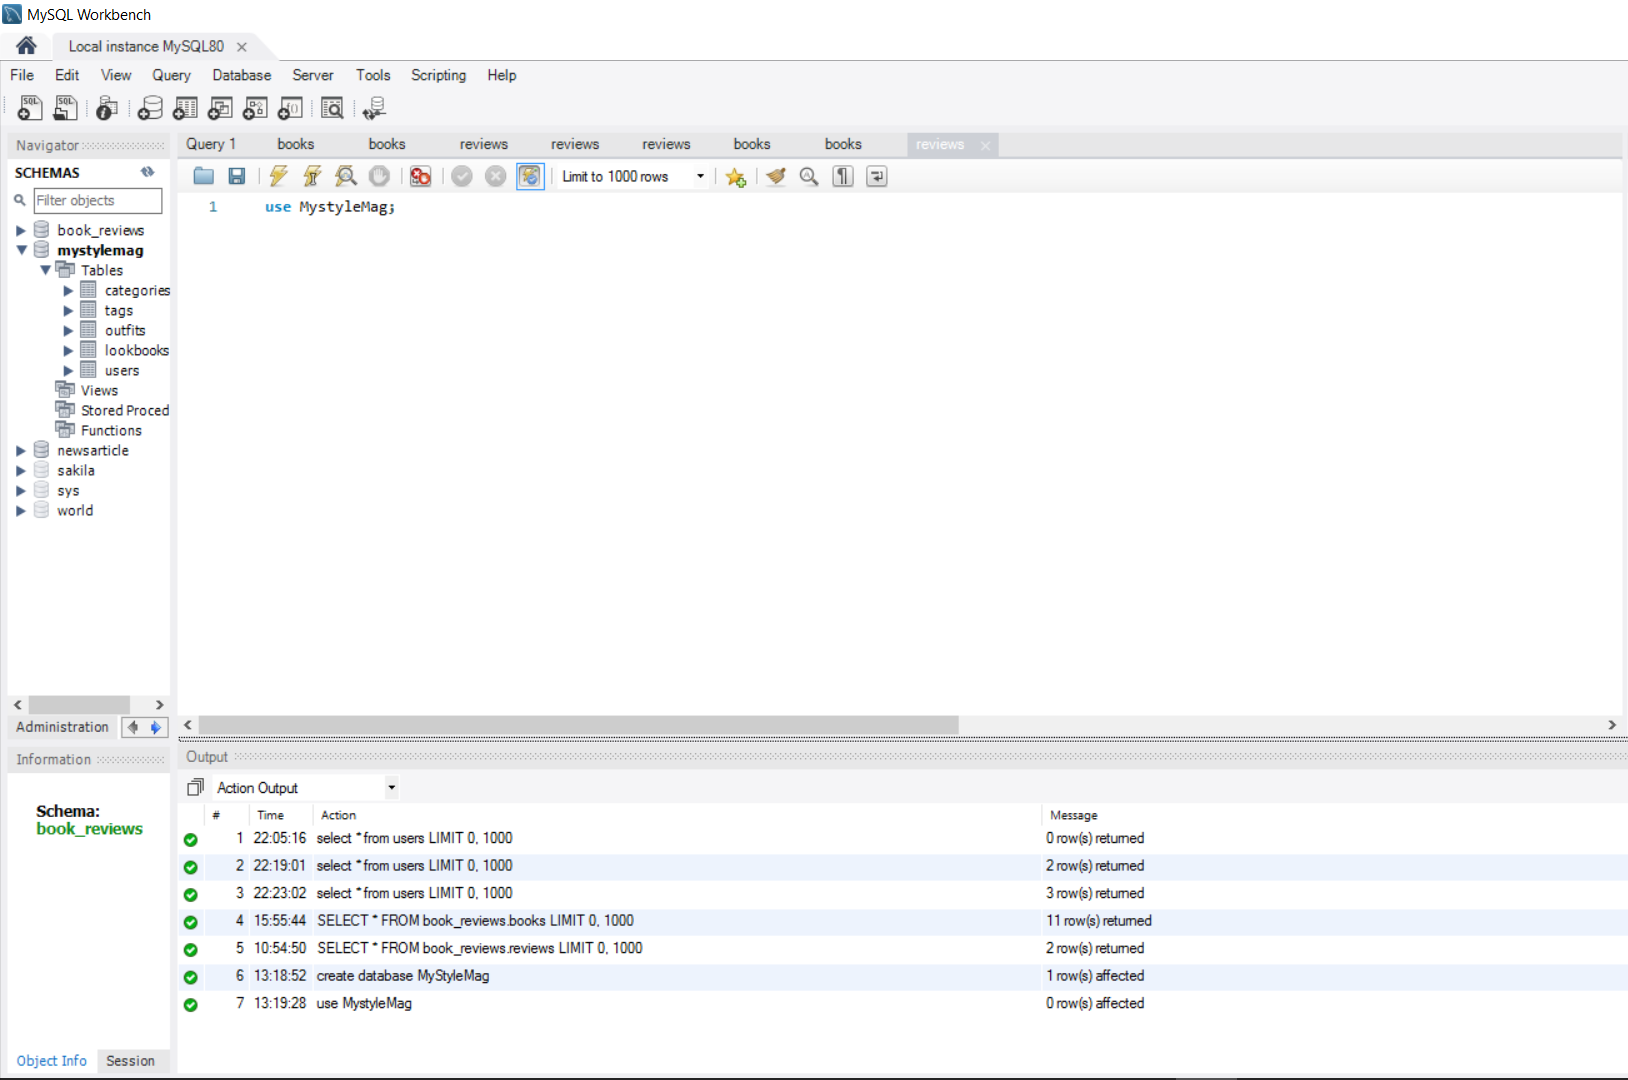 MySQL Workbench
Local instance MySQL80
File Edit View Query Database Server Tools Scripting Help
Navigator
SCHEMAS
Filter objects
book_reviews
mystylemag
Tables
categories
tags
outfits
lookbooks
users
Views
Stored Proced
Functions
newsarticle
sakila
sys
world
Administration
Information
Schema:
book_reviews
Object Info Session
Query 1 books books reviews reviews reviews books books reviews
Limit to 1000 rows
1 use MystyleMag;
Output
Action Output
# Time Action Message
1 22:05:16 select * from users LIMIT 0, 1000 0 row(s) returned
2 22:19:01 select * from users LIMIT 0, 1000 2 row(s) returned
3 22:23:02 select * from users LIMIT 0, 1000 3 row(s) returned
4 15:55:44 SELECT * FROM book_reviews.books LIMIT 0, 1000 11 row(s) returned
5 10:54:50 SELECT * FROM book_reviews.reviews LIMIT 0, 1000 2 row(s) returned
6 13:18:52 create database MyStyleMag 1 row(s) affected
7 13:19:28 use MystyleMag 0 row(s) affected